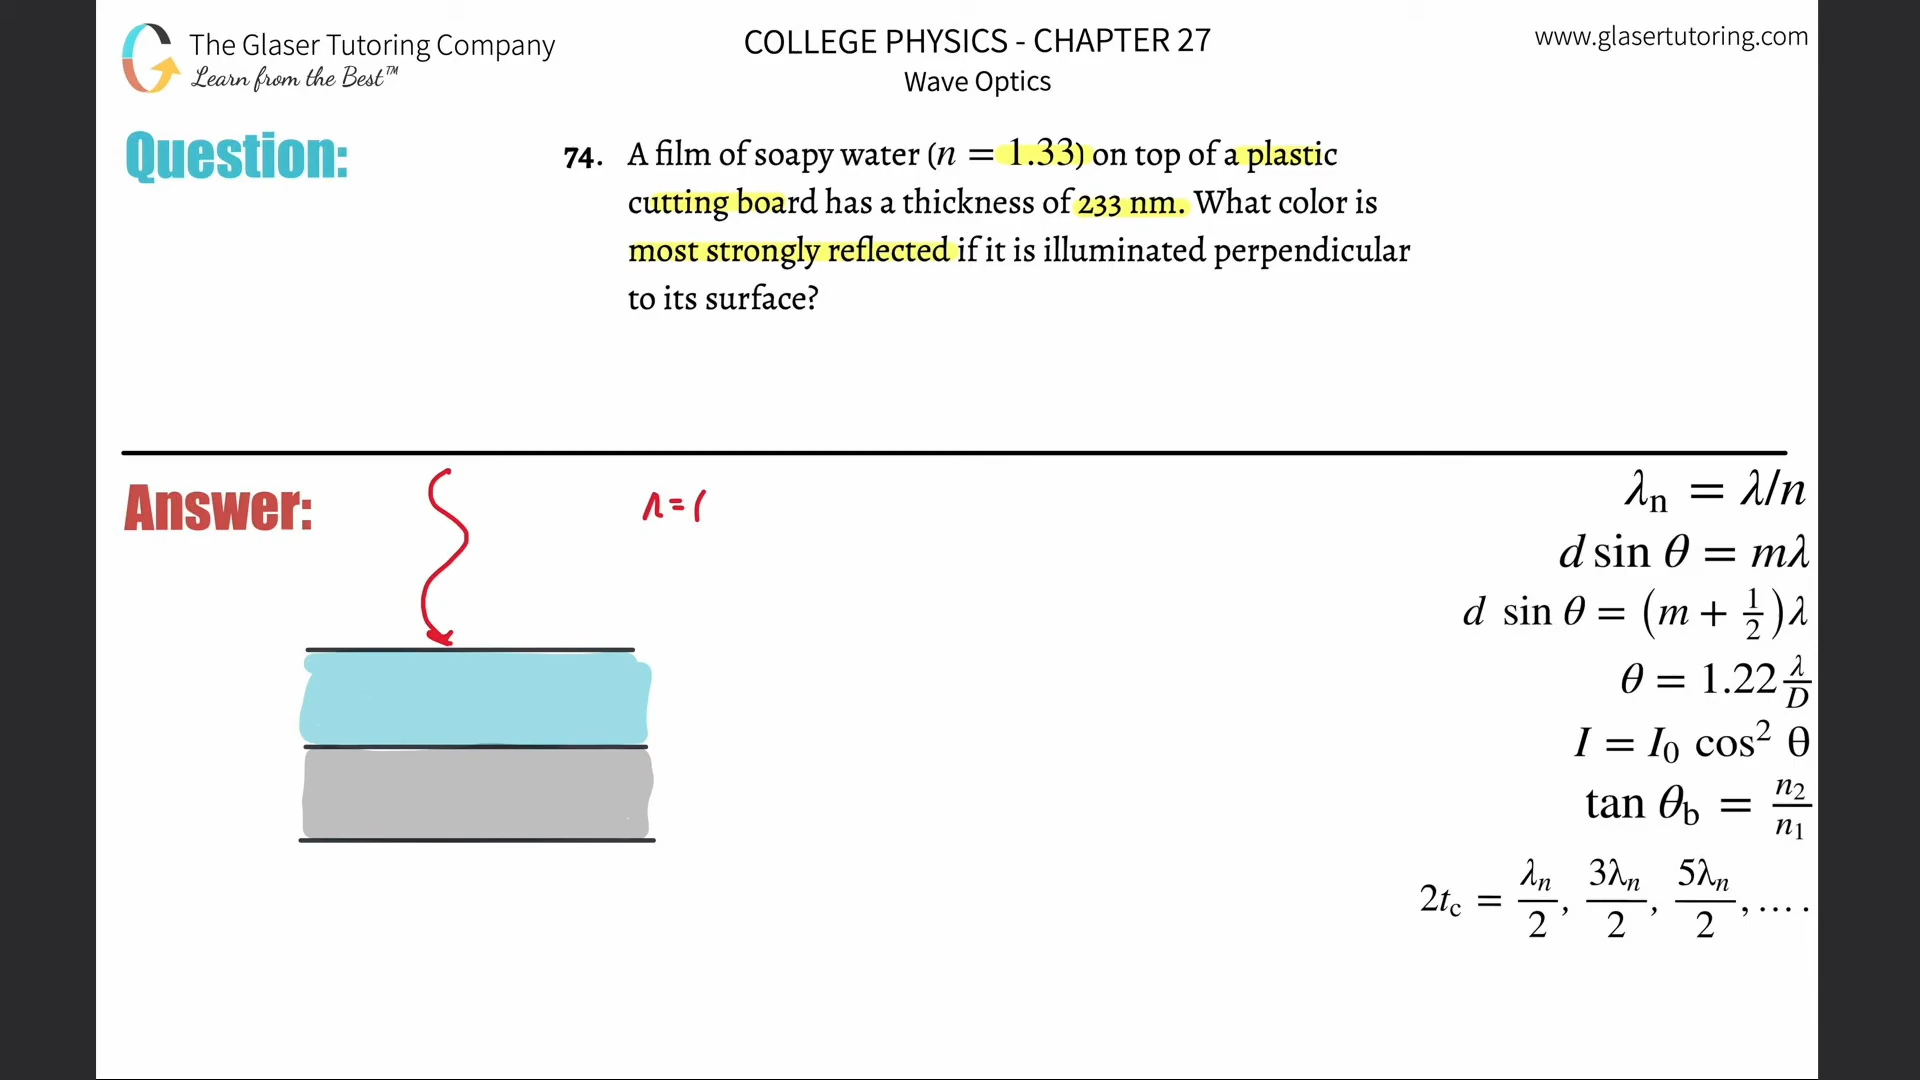 The Glaser Tutoring Company
Learn from the Best™
COLLEGE PHYSICS - CHAPTER 27
Wave Optics
www.glasertutoring.com
Question:
74. A film of soapy water (n = 1.33) on top of a plastic
cutting board has a thickness of 233 nm. What color is
most strongly reflected if it is illuminated perpendicular
to its surface?
Answer:
λₙ = λ/n
d sin θ = mλ
d sin θ = (m + 1/2)λ
θ = 1.22 λ/D
I = I₀ cos² θ
tan θ_b = n₂/n₁
2t_c = λₙ/2, 3λₙ/2, 5λₙ/2, ... .